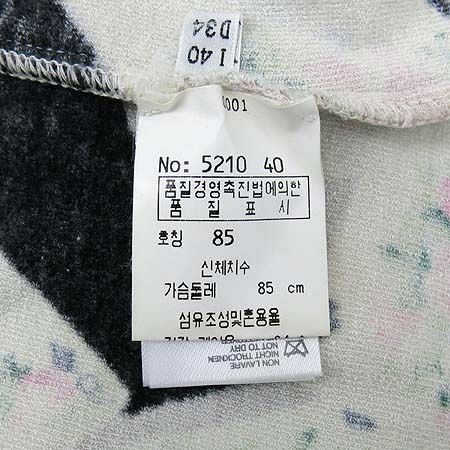 I 40
D34
001
No: 5210 40
품질경영촉진법에의한
품 질 표 시
호칭 85
신체치수
가슴둘레 85 cm
섬유조성및혼용율
NON LAVARE
NICHT TROCKNEN
NOT TO DRY